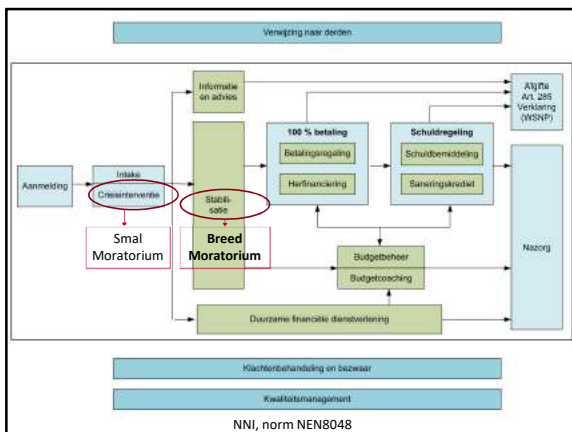 Verwijzing naar derden
Informatie
en advies
Afgifte
Art. 285
Verklaring
(WSNP)
100 % betaling
Schuldregeling
Betalingsregeling
Schuldbemiddeling
Intake
Aanmelding
Crisisinterventie
Herfinanciering
Saneringskrediet
Stabili-
satie
Smal
Moratorium
Breed
Moratorium
Budgetbeheer
Budgetcoaching
Nazorg
Duurzame financiële dienstverlening
Klachtenbehandeling en bezwaar
Kwaliteitsmanagement
NNI, norm NEN8048